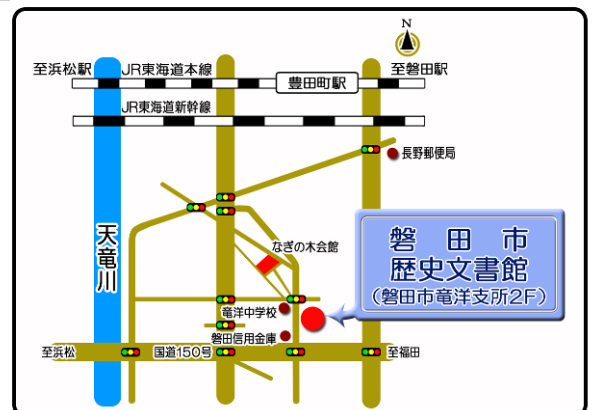 N
至浜松駅
JR東海道本線
豊田町駅
至磐田駅
JR東海道新幹線
長野郵便局
天竜川
なぎの木会館
磐田市
歴史文書館
(磐田市竜洋支所2F)
竜洋中学校
磐田信用金庫
至浜松
国道150号
至福田